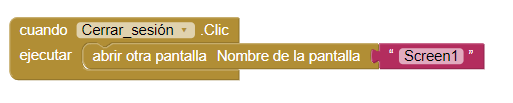 cuando Cerrar_sesión .Clic
ejecutar abrir otra pantalla Nombre de la pantalla “ Screen1 ”